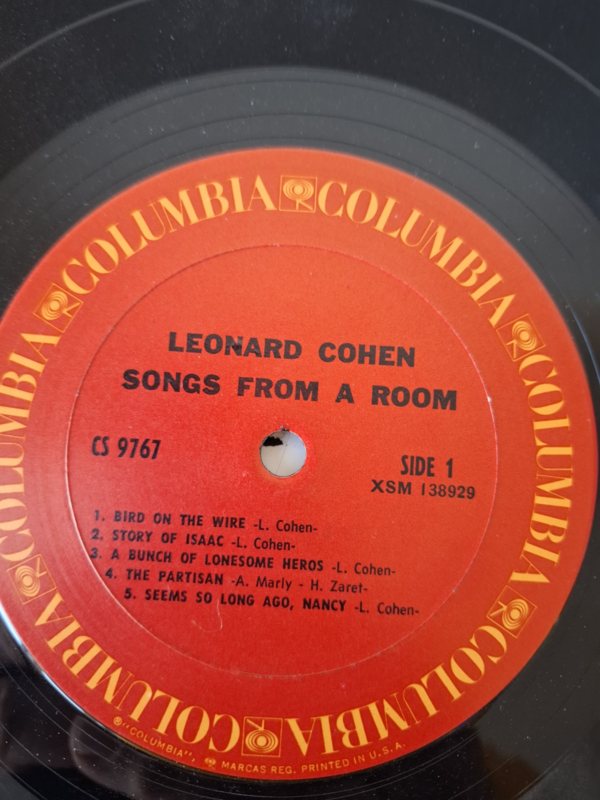 COLUMBIA COLUMBIA COLUMBIA COLUMBIA COLUMBIA COLUMBIA COLUMBIA COLUMBIA
LEONARD COHEN
SONGS FROM A ROOM
CS 9767
SIDE 1
XSM 138929
1. BIRD ON THE WIRE -L. Cohen-
2. STORY OF ISAAC -L. Cohen-
3. A BUNCH OF LONESOME HEROS -L. Cohen-
4. THE PARTISAN -A. Marly - H. Zaret-
5. SEEMS SO LONG AGO, NANCY -L. Cohen-
®"COLUMBIA", MARCAS REG. PRINTED IN U.S.A.